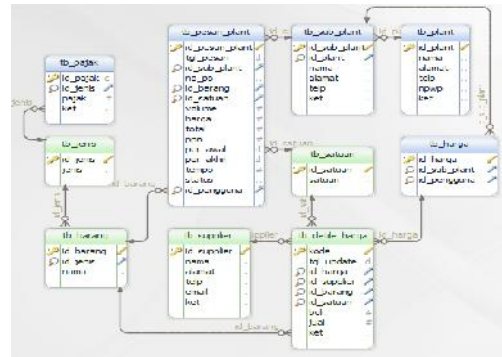 tb_pajak
id_pajak
id_jenis
pajak
ket
tb_jenis
id_jenis
jenis
tb_barang
id_barang
id_jenis
nama
tb_pesan_plant
id_pesan_plant
tgl_pesan
id_sub_plant
no_po
id_barang
id_satuan
volume
harga
total
ppn
tempo
status
id_pengguna
tb_sub_plant
id_sub_plant
id_plant
nama
alamat
telp
ket
tb_plant
id_plant
nama
alamat
telp
npwp
ket
tb_satuan
id_satuan
satuan
tb_harga
id_harga
id_sub_plant
id_pengguna
tb_supplier
id_supplier
nama
alamat
telp
email
ket
kode
tgl_update
id_harga
id_supplier
id_barang
id_satuan
beli
jual
ket
id_barang
id_barang
id_harga